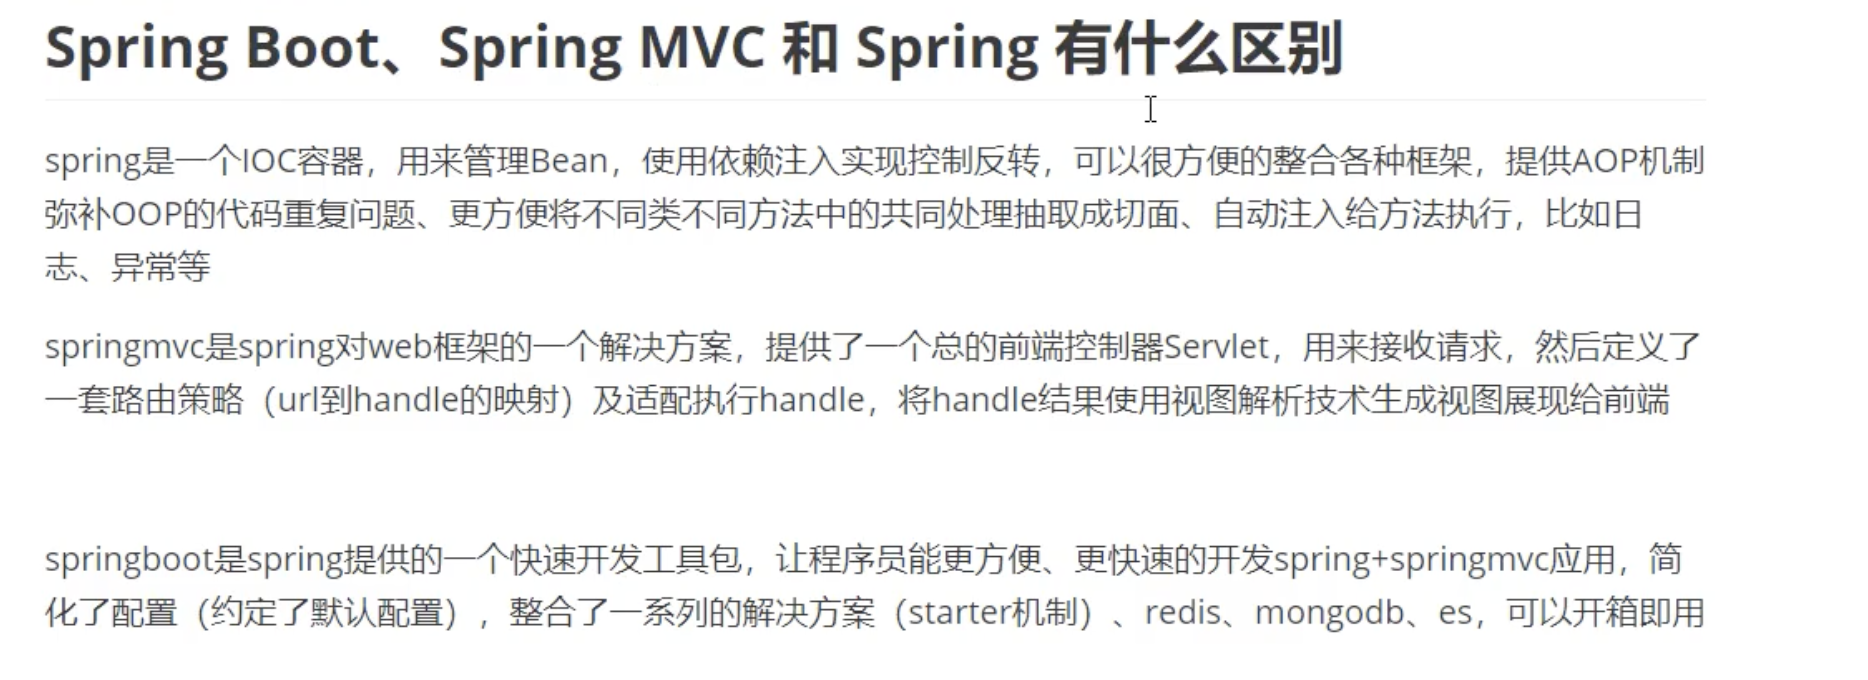 Spring Boot、Spring MVC 和 Spring 有什么区别
spring是一个IOC容器，用来管理Bean，使用依赖注入实现控制反转，可以很方便的整合各种框架，提供AOP机制
弥补OOP的代码重复问题、更方便将不同类不同方法中的共同处理抽取成切面、自动注入给方法执行，比如日
志、异常等
springmvc是spring对web框架的一个解决方案，提供了一个总的前端控制器Servlet，用来接收请求，然后定义了
一套路由策略（url到handle的映射）及适配执行handle，将handle结果使用视图解析技术生成视图展现给前端
springboot是spring提供的一个快速开发工具包，让程序员能更方便、更快速的开发spring+springmvc应用，简
化了配置（约定了默认配置），整合了一系列的解决方案（starter机制）、redis、mongodb、es，可以开箱即用